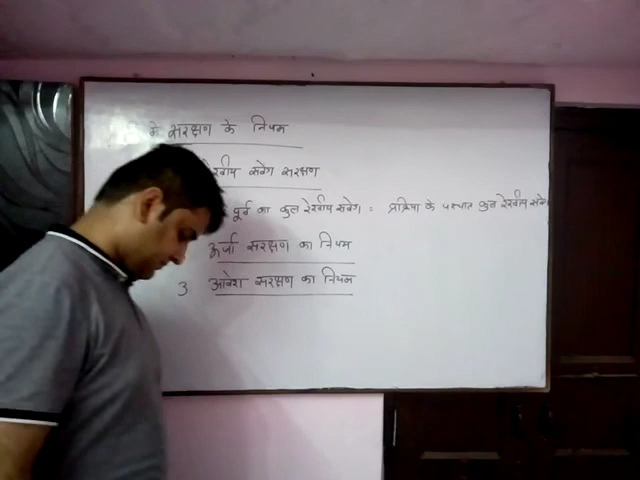 के संरक्षण के नियम
रेखीय संवेग संरक्षण
पूर्व का कुल रेखीय संवेग = प्रक्रिया के पश्चात कुल रेखीय संवेग
ऊर्जा संरक्षण का नियम
3 आवेश संरक्षण का नियम